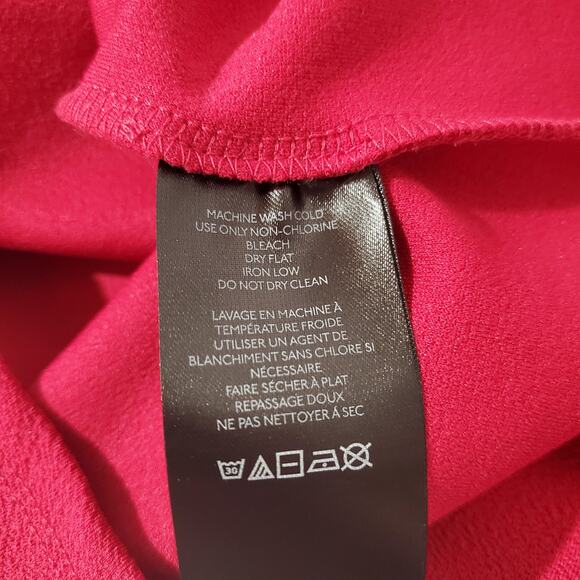 MACHINE WASH COLD
USE ONLY NON-CHLORINE
BLEACH
DRY FLAT
IRON LOW
DO NOT DRY CLEAN
LAVAGE EN MACHINE À
TEMPÉRATURE FROIDE
UTILISER UN AGENT DE
BLANCHIMENT SANS CHLORE SI
NÉCESSAIRE
FAIRE SÉCHER À PLAT
REPASSAGE DOUX
NE PAS NETTOYER Á SEC
30